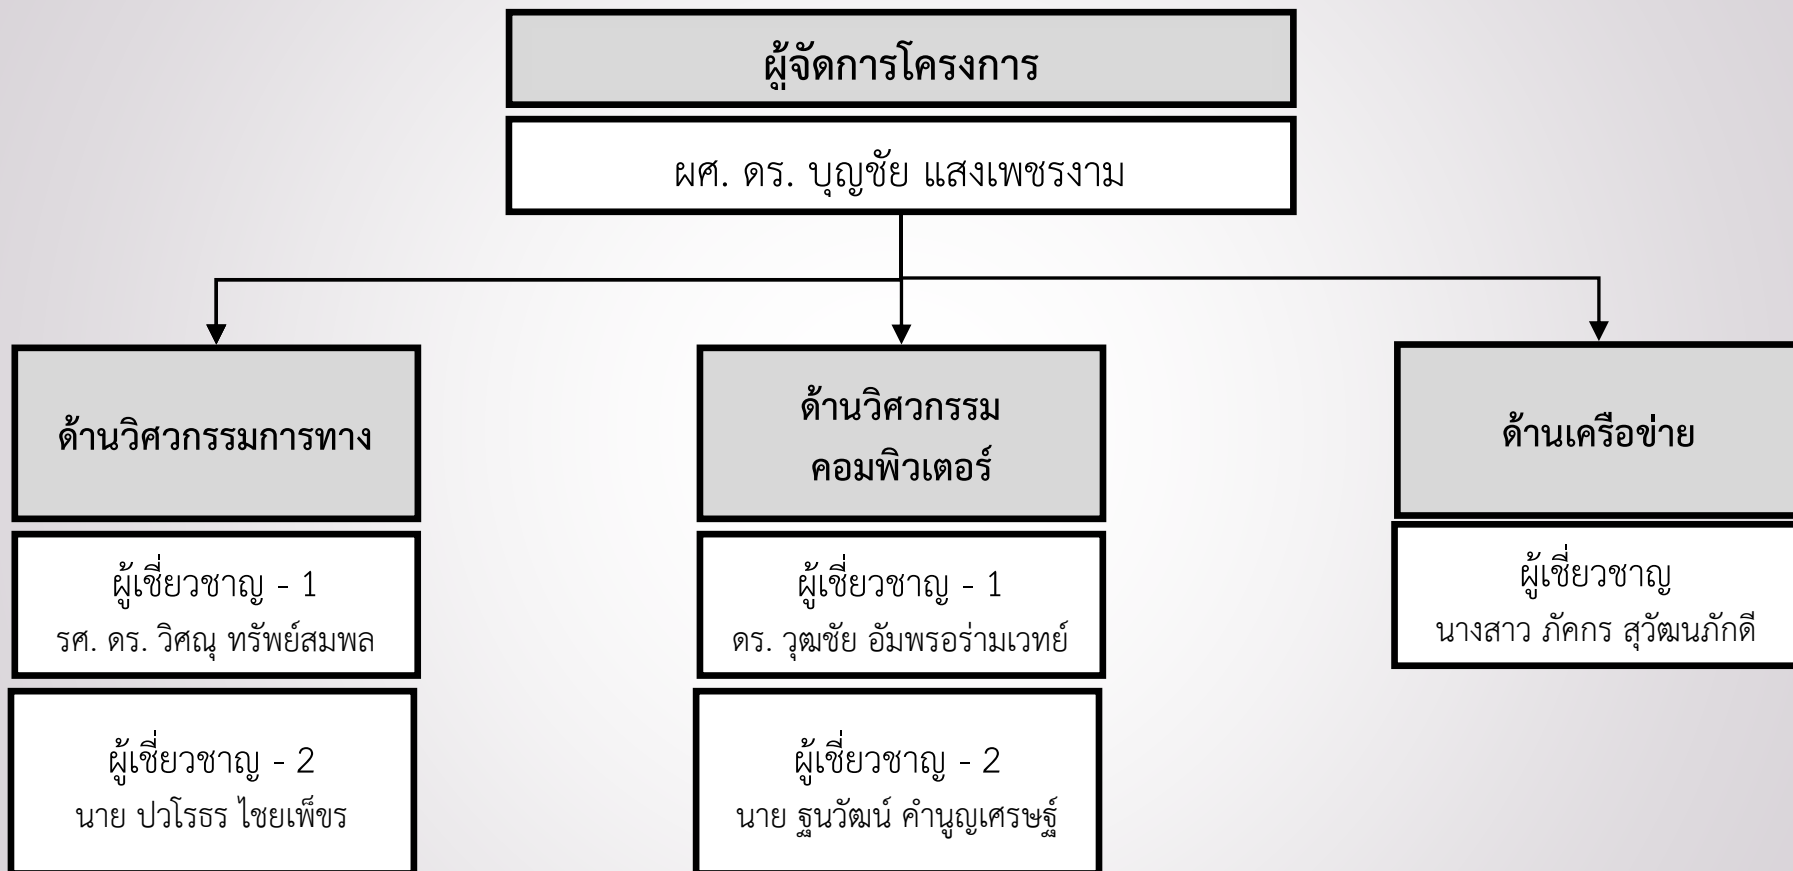 ผู้จัดการโครงการ
ผศ. ดร. บุญชัย แสงเพชรงาม
ด้านวิศวกรรมการทาง
ผู้เชี่ยวชาญ - 1
รศ. ดร. วิศณุ ทรัพย์สมพล
ผู้เชี่ยวชาญ - 2
นาย ปวโรธร ไชยเพ็ขร
ด้านวิศวกรรม
คอมพิวเตอร์
ผู้เชี่ยวชาญ - 1
ดร. วุฒชัย อัมพรอร่ามเวทย์
ผู้เชี่ยวชาญ - 2
นาย ฐนวัฒน์ คำนูญเศรษฐ์
ด้านเครือข่าย
ผู้เชี่ยวชาญ
นางสาว ภัคกร สุวัฒนภักดี